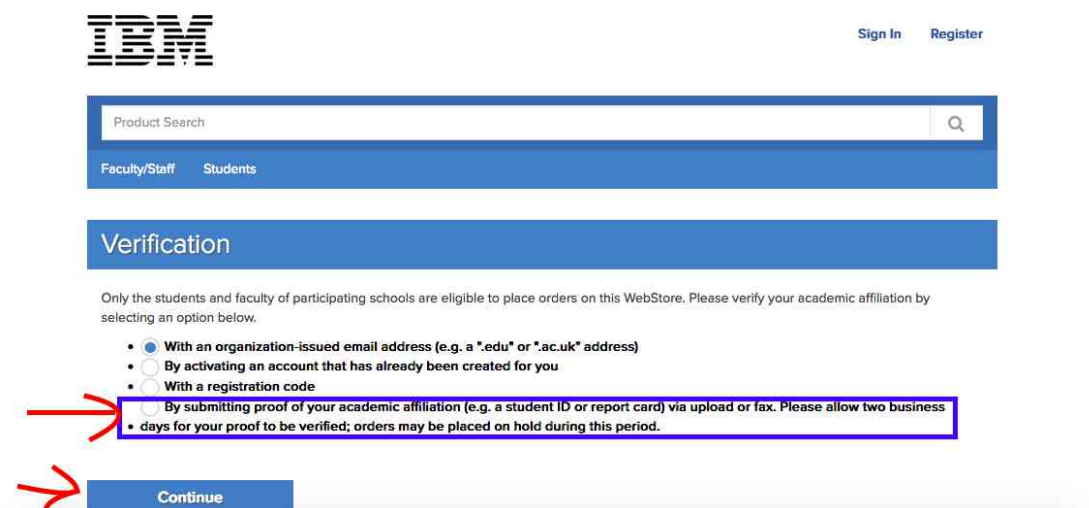 IBM
Sign In Register
Product Search
Faculty/Staff Students
Verification
Only the students and faculty of participating schools are eligible to place orders on this WebStore. Please verify your academic affiliation by
selecting an option below.
• With an organization-issued email address (e.g. a ".edu" or ".ac.uk" address)
• By activating an account that has already been created for you
• With a registration code
By submitting proof of your academic affiliation (e.g. a student ID or report card) via upload or fax. Please allow two business
• days for your proof to be verified; orders may be placed on hold during this period.
Continue